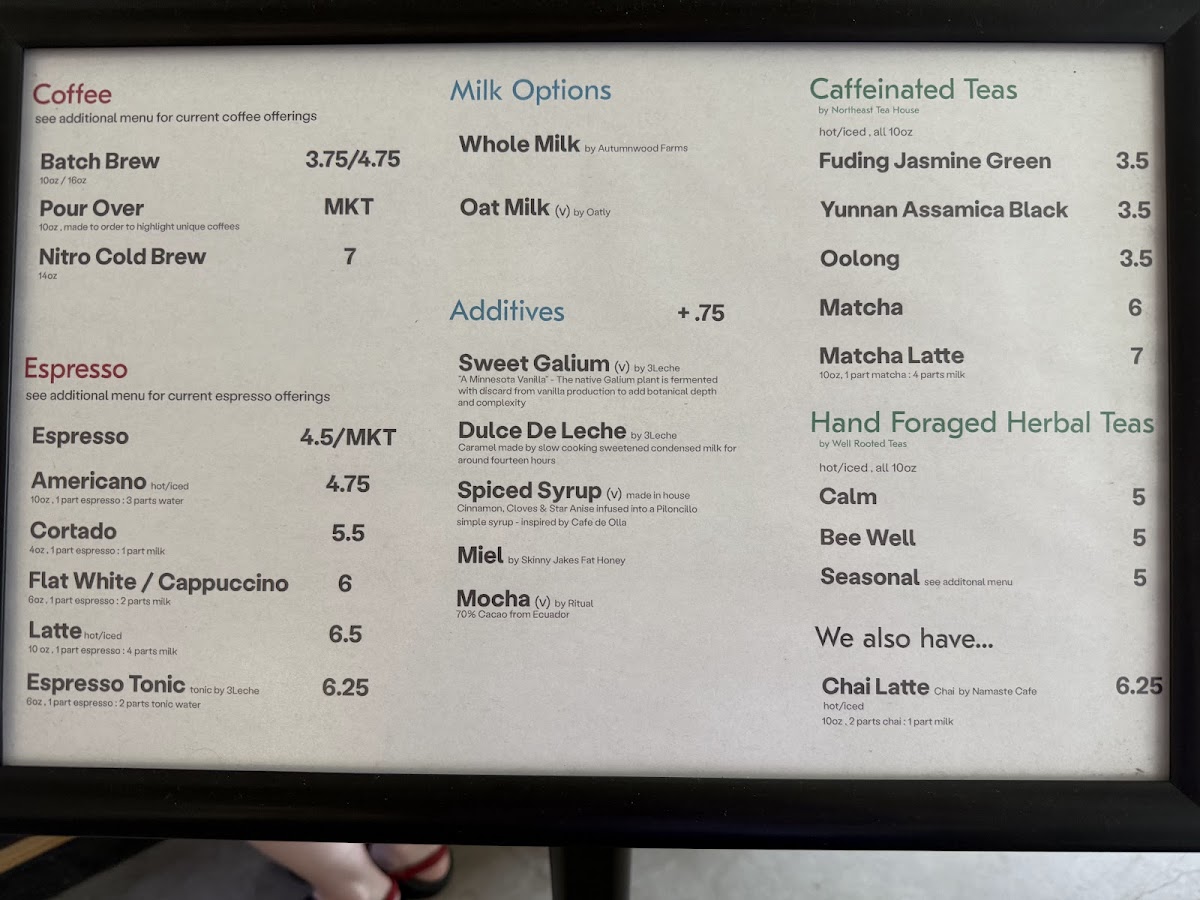 Coffee
see additional menu for current coffee offerings
Batch Brew 3.75/4.75
10oz / 16oz
Pour Over MKT
10oz , made to order to highlight unique coffees
Nitro Cold Brew 7
14oz
Espresso
see additional menu for current espresso offerings
Espresso 4.5/MKT
Americano hot/iced 4.75
10oz , 1 part espresso : 3 parts water
Cortado 5.5
4oz , 1 part espresso : 1 part milk
Flat White / Cappuccino 6
6oz , 1 part espresso : 2 parts milk
Latte hot/iced 6.5
10 oz , 1 part espresso : 4 parts milk
Espresso Tonic tonic by 3Leche 6.25
6oz , 1 part espresso : 2 parts tonic water
Milk Options
Whole Milk by Autumnwood Farms
Oat Milk (v) by Oatly
Additives + .75
Sweet Galium (v) by 3Leche
"A Minnesota Vanilla" - The native Galium plant is fermented
with discard from vanilla production to add botanical depth
and complexity
Dulce De Leche by 3Leche
Caramel made by slow cooking sweetened condensed milk for
around fourteen hours
Spiced Syrup (v) made in house
Cinnamon, Cloves & Star Anise infused into a Piloncillo
simple syrup - inspired by Cafe de Olla
Miel by Skinny Jakes Fat Honey
Mocha (v) by Ritual
70% Cacao from Ecuador
Caffeinated Teas
by Northeast Tea House
hot/iced , all 10oz
Fuding Jasmine Green 3.5
Yunnan Assamica Black 3.5
Oolong 3.5
Matcha 6
Matcha Latte 7
10oz, 1 part matcha : 4 parts milk
Hand Foraged Herbal Teas
by Well Rooted Teas
hot/iced , all 10oz
Calm 5
Bee Well 5
Seasonal see additonal menu 5
We also have...
Chai Latte Chai by Namaste Cafe 6.25
hot/iced
10oz , 2 parts chai : 1 part milk